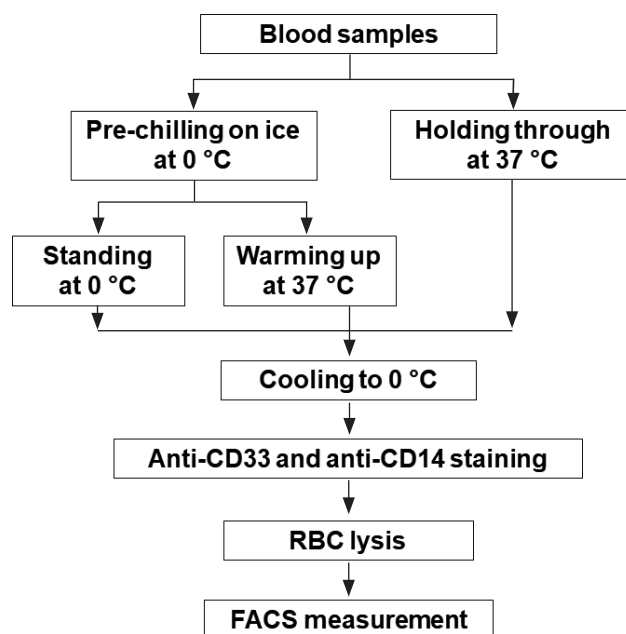 Blood samples
Pre-chilling on ice
at 0 °C
Holding through
at 37 °C
Standing
at 0 °C
Warming up
at 37 °C
Cooling to 0 °C
Anti-CD33 and anti-CD14 staining
RBC lysis
FACS measurement